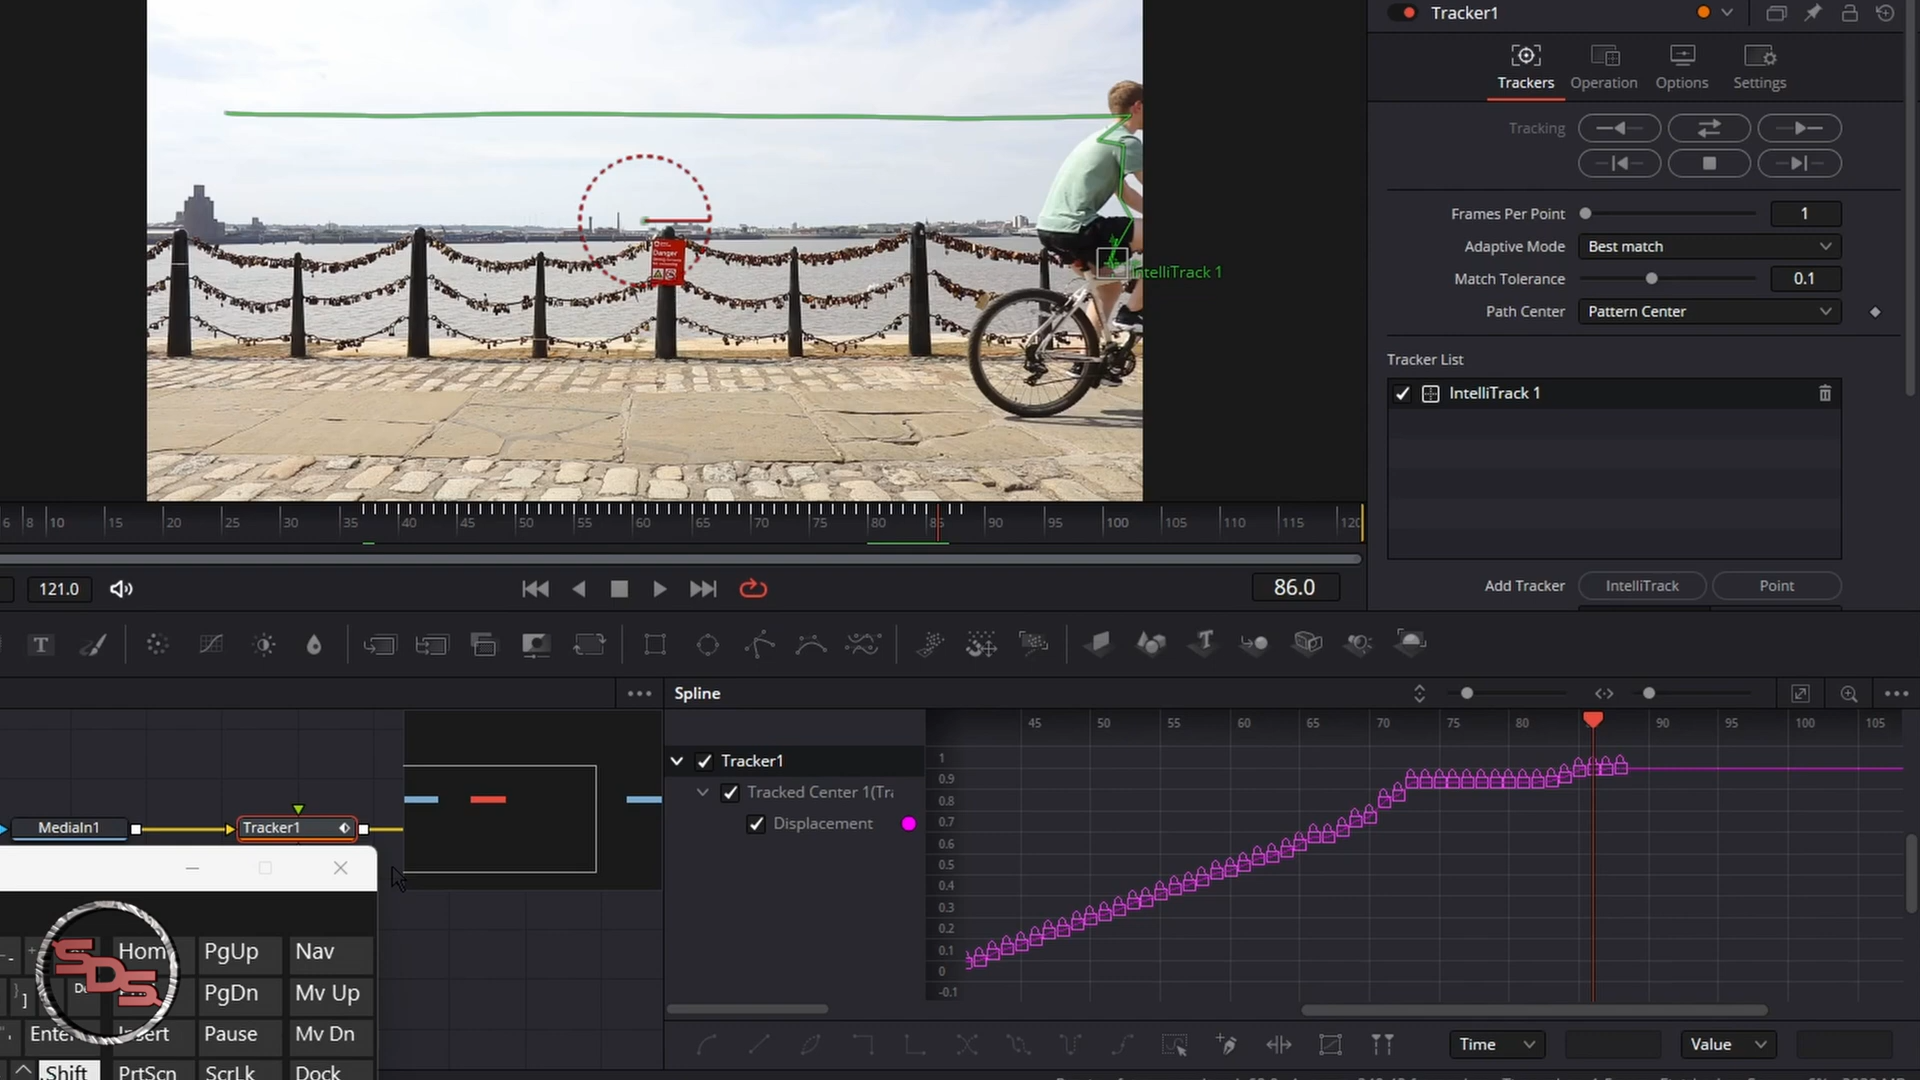 Tracker1
Trackers
Operation
Options
Settings
Tracking
Frames Per Point
1
Adaptive Mode
Best match
Match Tolerance
0.1
Path Center
Pattern Center
Tracker List
IntelliTrack 1
Add Tracker
IntelliTrack
Point
Danger
IntelliTrack 1
6 8 10 15 20 25 30 35 40 45 50 55 60 65 70 75 80 85 90 95 100 105 110 115 120
121.0
86.0
T
T
Spline
45 50 55 60 65 70 75 80 90 95 100 105
Tracker1
Tracked Center 1(Tra
Displacement
1
0.9
0.8
0.7
0.6
0.5
0.4
0.3
0.2
0.1
0
-0.1
MediaIn1
Tracker1
SDS
Hom
PgUp
Nav
]
De
PgDn
Mv Up
Enter
Insert
Pause
Mv Dn
Shift
PrtScn
ScrLk
Dock
Time
Value